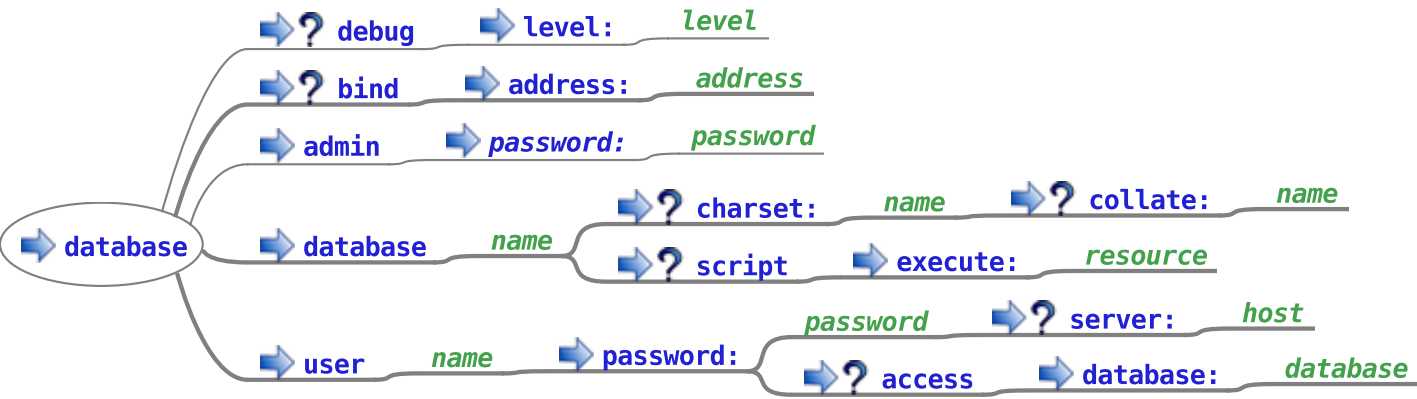 debug level: level
bind address: address
admin password: password
charset: name collate: name
database database name
script execute: resource
password server: host
user name password:
access database: database